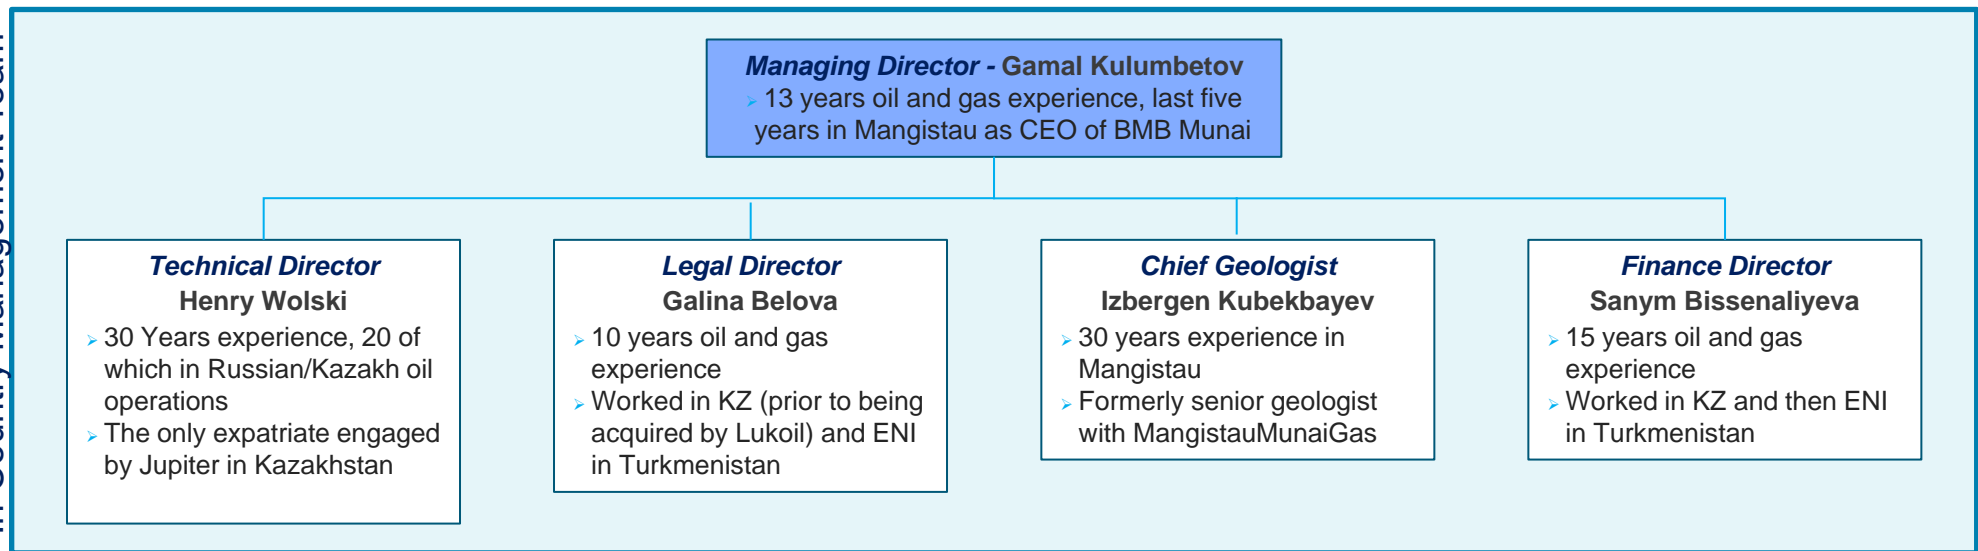 In Country Management Team
Managing Director - Gamal Kulumbetov
➢ 13 years oil and gas experience, last five
years in Mangistau as CEO of BMB Munai
Technical Director
Henry Wolski
➢ 30 Years experience, 20 of
which in Russian/Kazakh oil
operations
➢ The only expatriate engaged
by Jupiter in Kazakhstan
Legal Director
Galina Belova
➢ 10 years oil and gas
experience
➢ Worked in KZ (prior to being
acquired by Lukoil) and ENI
in Turkmenistan
Chief Geologist
Izbergen Kubekbayev
➢ 30 years experience in
Mangistau
➢ Formerly senior geologist
with MangistauMunaiGas
Finance Director
Sanym Bissenaliyeva
➢ 15 years oil and gas
experience
➢ Worked in KZ and then ENI
in Turkmenistan